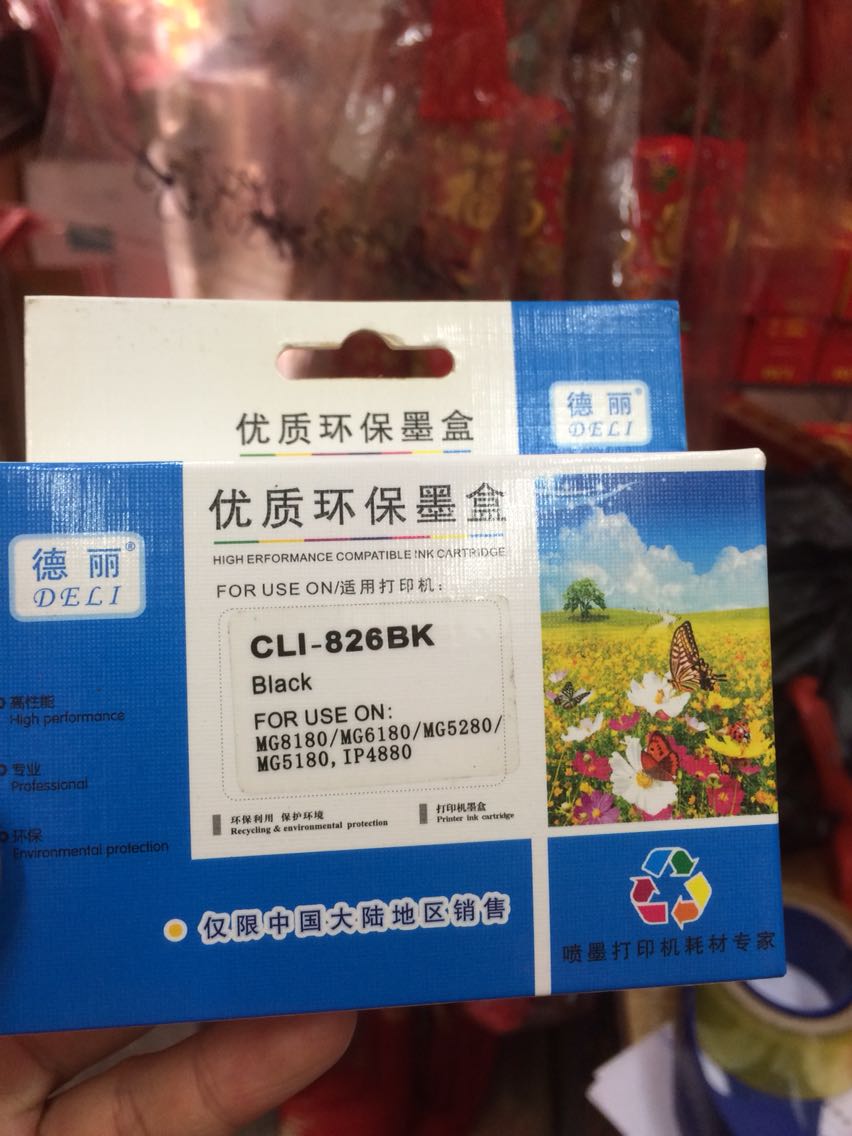 优质环保墨盒
德丽®
DELI
优质环保墨盒
HIGH ERFORMANCE COMPATIBLE INK CARTRIDGE
德丽®
DELI
FOR USE ON/适用打印机：
CLI-826BK
Black
FOR USE ON:
MG8180/MG6180/MG5280/
MG5180,IP4880
高性能
High performance
专业
Professional
环保
Environmental protection
环保利用 保护环境
Recycling & environmental protection
打印机墨盒
Printer ink cartridge
仅限中国大陆地区销售
喷墨打印机耗材专家